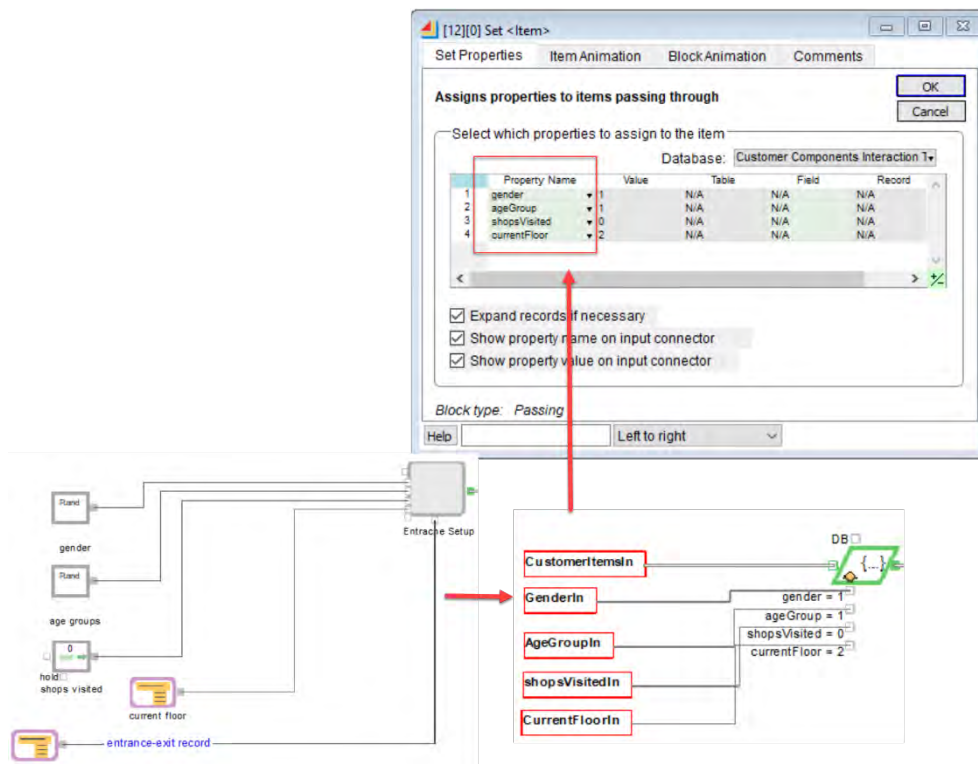 [12][0] Set <Item>
Set Properties Item Animation Block Animation Comments
OK
Assigns properties to items passing through
Cancel
Select which properties to assign to the item
Database: Customer Components Interaction T
Property Name Value Table Field Record
1 gender 1 N/A N/A N/A
2 ageGroup 1 N/A N/A N/A
3 shopsVisited 0 N/A N/A N/A
4 currentFloor 2 N/A N/A N/A
Expand records if necessary
Show property name on input connector
Show property value on input connector
Block type: Passing
Help Left to right
Rand
gender
Rand
age groups
0
hold
shops visited
current floor
entrance-exit record
Entrache Setup
DB
{...}
CustomerItemsIn
GenderIn
AgeGroupIn
shopsVisitedIn
CurrentFloorIn
gender = 1
ageGroup = 1
shopsVisited = 0
currentFloor = 2